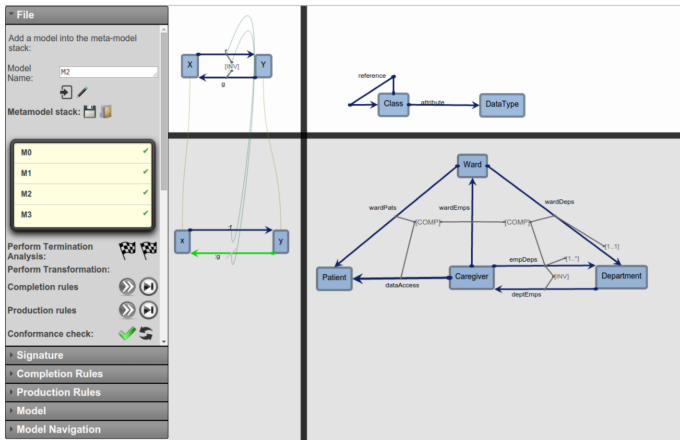 File
Add a model into the meta-model
stack:
Model
Name:
M2
Metamodel stack:
M0
M1
M2
M3
Perform Termination
Analysis:
Perform Transformation:
Completion rules
Production rules
Conformance check:
Signature
Completion Rules
Production Rules
Model
Model Navigation
f
X
[INV]
Y
g
:f
x
y
:g
reference
Class
attribute
DataType
Ward
wardPats
wardEmps
wardDeps
[COMP]
[COMP]
[1..1]
empDeps
[1..*]
Patient
Caregiver
[INV]
Department
dataAccess
deptEmps